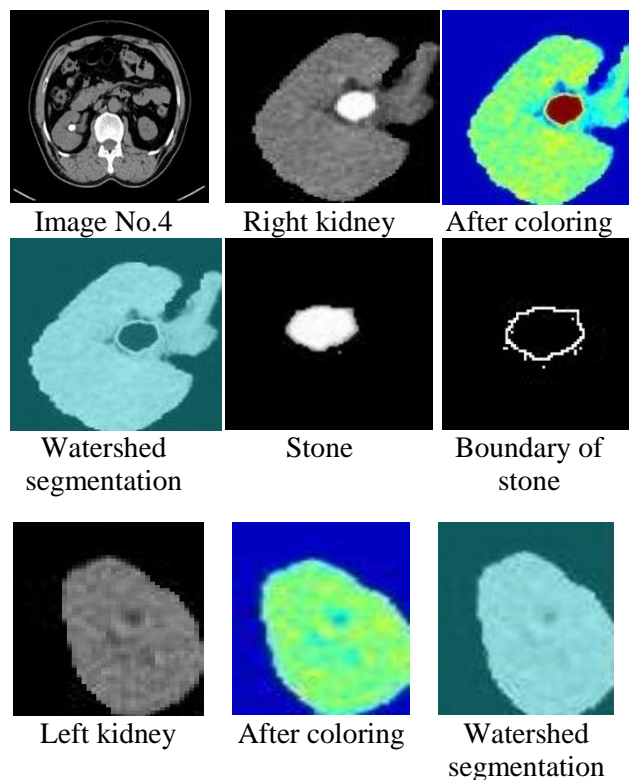 Image No.4
Right kidney
After coloring
Watershed
segmentation
Stone
Boundary of
stone
Left kidney
After coloring
Watershed
segmentation